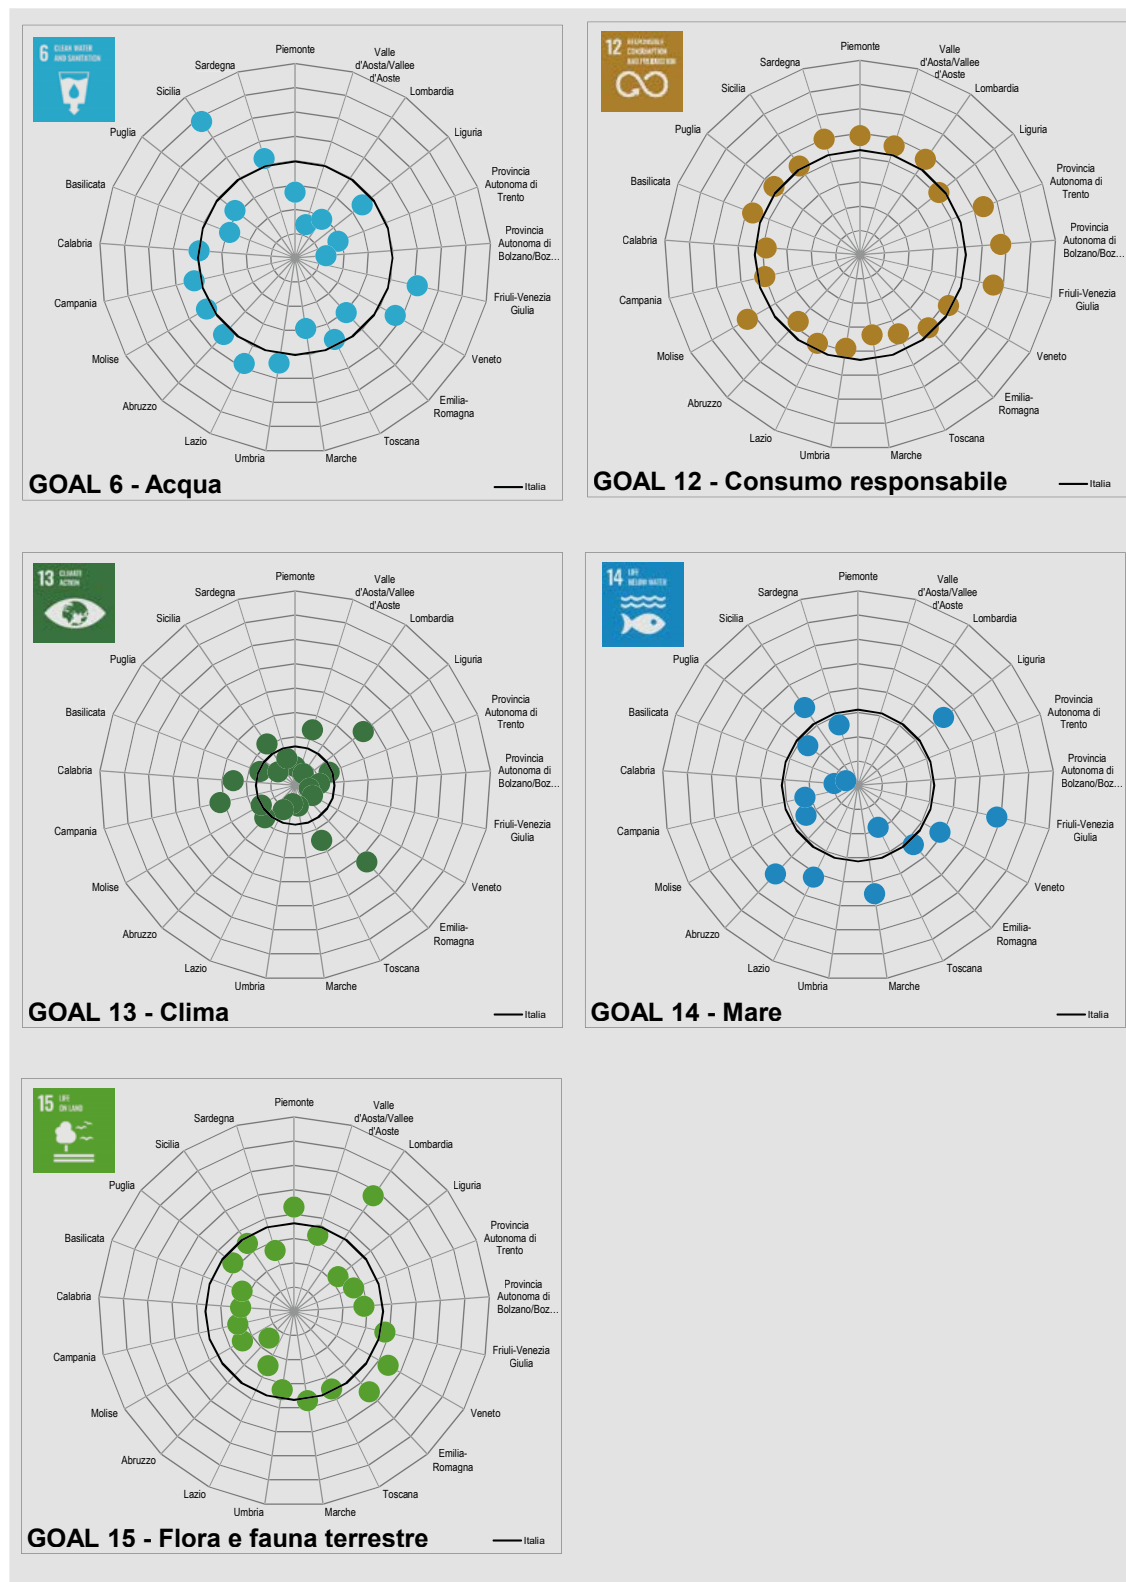 6 CLEAN WATER
AND SANITATION
Piemonte
Valle
d'Aosta/Vallee
d'Aoste
Lombardia
Liguria
Provincia
Autonoma di
Trento
Provincia
Autonoma di
Bolzano/Boz…
Friuli-Venezia
Giulia
Veneto
Emilia-
Romagna
Toscana
Marche
Umbria
Lazio
Abruzzo
Molise
Campania
Calabria
Basilicata
Puglia
Sicilia
Sardegna
GOAL 6 - Acqua
Italia
12 RESPONSIBLE
CONSUMPTION
AND PRODUCTION
Piemonte
Valle
d'Aosta/Vallee
d'Aoste
Lombardia
Liguria
Provincia
Autonoma di
Trento
Provincia
Autonoma di
Bolzano/Boz…
Friuli-Venezia
Giulia
Veneto
Emilia-
Romagna
Toscana
Marche
Umbria
Lazio
Abruzzo
Molise
Campania
Calabria
Basilicata
Puglia
Sicilia
Sardegna
GOAL 12 - Consumo responsabile
Italia
13 CLIMATE
ACTION
Piemonte
Valle
d'Aosta/Vallee
d'Aoste
Lombardia
Liguria
Provincia
Autonoma di
Trento
Provincia
Autonoma di
Bolzano/Boz…
Friuli-Venezia
Giulia
Veneto
Emilia-
Romagna
Toscana
Marche
Umbria
Lazio
Abruzzo
Molise
Campania
Calabria
Basilicata
Puglia
Sicilia
Sardegna
GOAL 13 - Clima
Italia
14 LIFE
BELOW WATER
Piemonte
Valle
d'Aosta/Vallee
d'Aoste
Lombardia
Liguria
Provincia
Autonoma di
Trento
Provincia
Autonoma di
Bolzano/Boz…
Friuli-Venezia
Giulia
Veneto
Emilia-
Romagna
Toscana
Marche
Umbria
Lazio
Abruzzo
Molise
Campania
Calabria
Basilicata
Puglia
Sicilia
Sardegna
GOAL 14 - Mare
Italia
15 LIFE
ON LAND
Piemonte
Valle
d'Aosta/Vallee
d'Aoste
Lombardia
Liguria
Provincia
Autonoma di
Trento
Provincia
Autonoma di
Bolzano/Boz…
Friuli-Venezia
Giulia
Veneto
Emilia-
Romagna
Toscana
Marche
Umbria
Lazio
Abruzzo
Molise
Campania
Calabria
Basilicata
Puglia
Sicilia
Sardegna
GOAL 15 - Flora e fauna terrestre
Italia